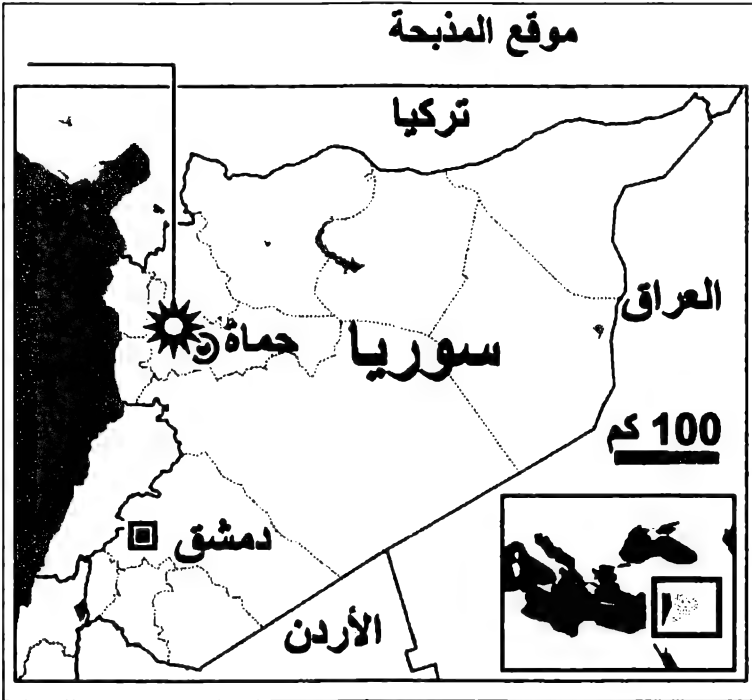 موقع المذبحة
تركيا
العراق
حماة
سوريا
100 كم
دمشق
الأردن